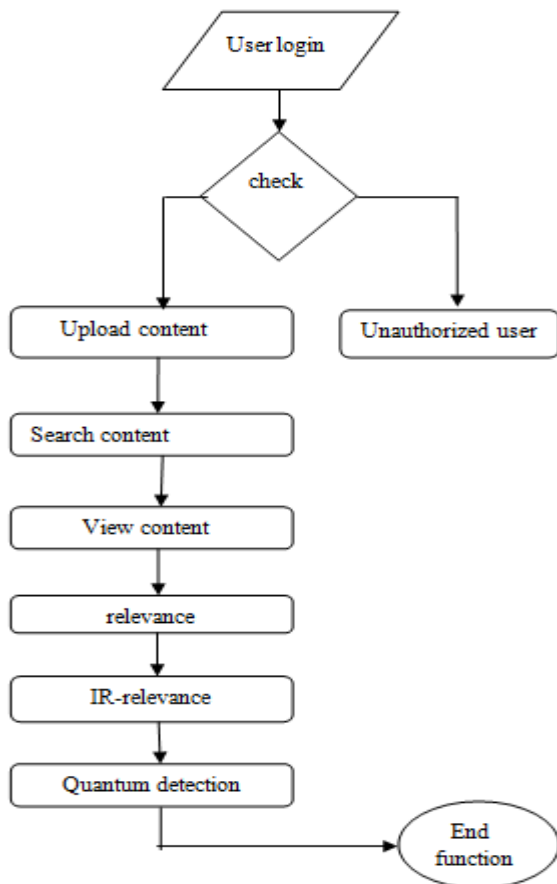 User login
check
Upload content
Unauthorized user
Search content
View content
relevance
IR-relevance
Quantum detection
End
function